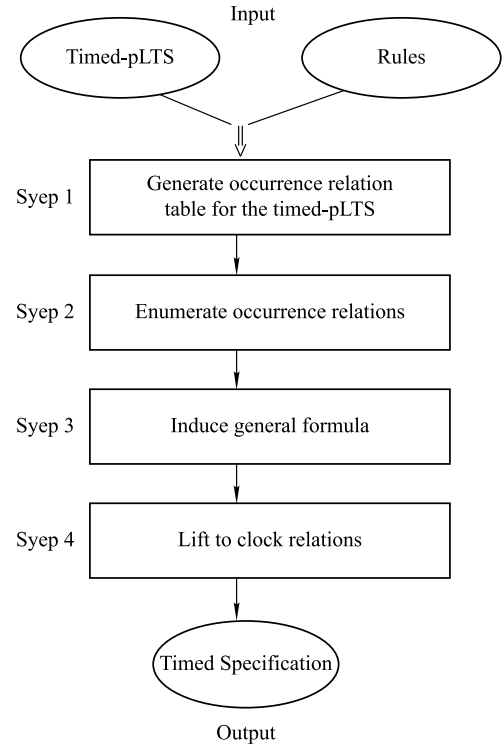 Input
Timed-pLTS
Rules
Syep 1
Generate occurrence relation
table for the timed-pLTS
Syep 2
Enumerate occurrence relations
Syep 3
Induce general formula
Syep 4
Lift to clock relations
Timed Specification
Output